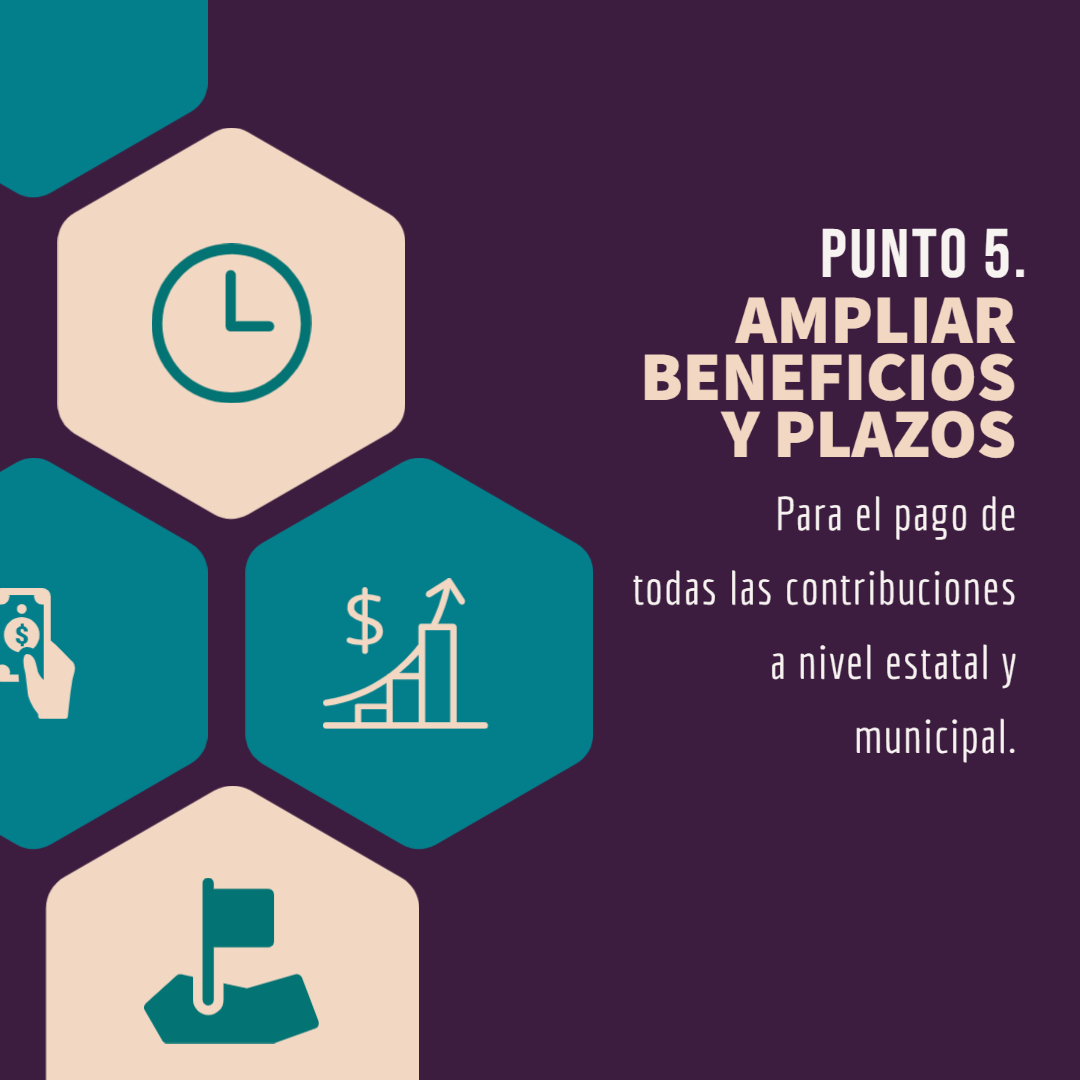 PUNTO 5.
AMPLIAR
BENEFICIOS
Y PLAZOS
Para el pago de
todas las contribuciones
a nivel estatal y
municipal.
$
$